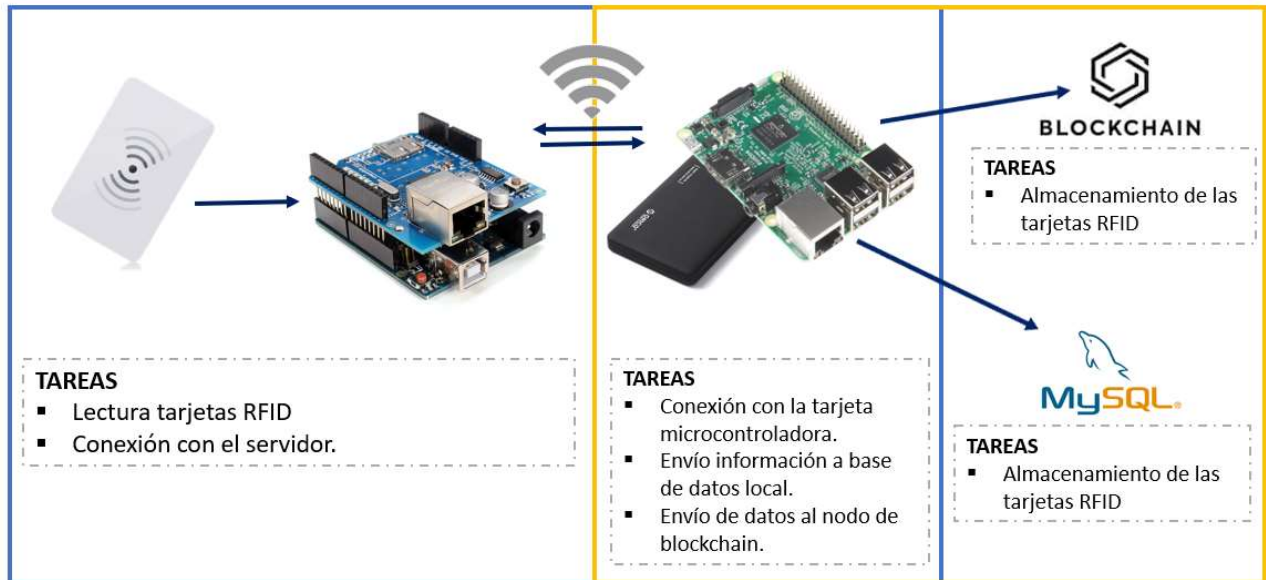 TAREAS
▪ Lectura tarjetas RFID
▪ Conexión con el servidor.
TAREAS
▪ Conexión con la tarjeta
microcontroladora.
▪ Envío información a base
de datos local.
▪ Envío de datos al nodo de
blockchain.
BLOCKCHAIN
TAREAS
▪ Almacenamiento de las
tarjetas RFID
MySQL®
TAREAS
▪ Almacenamiento de las
tarjetas RFID